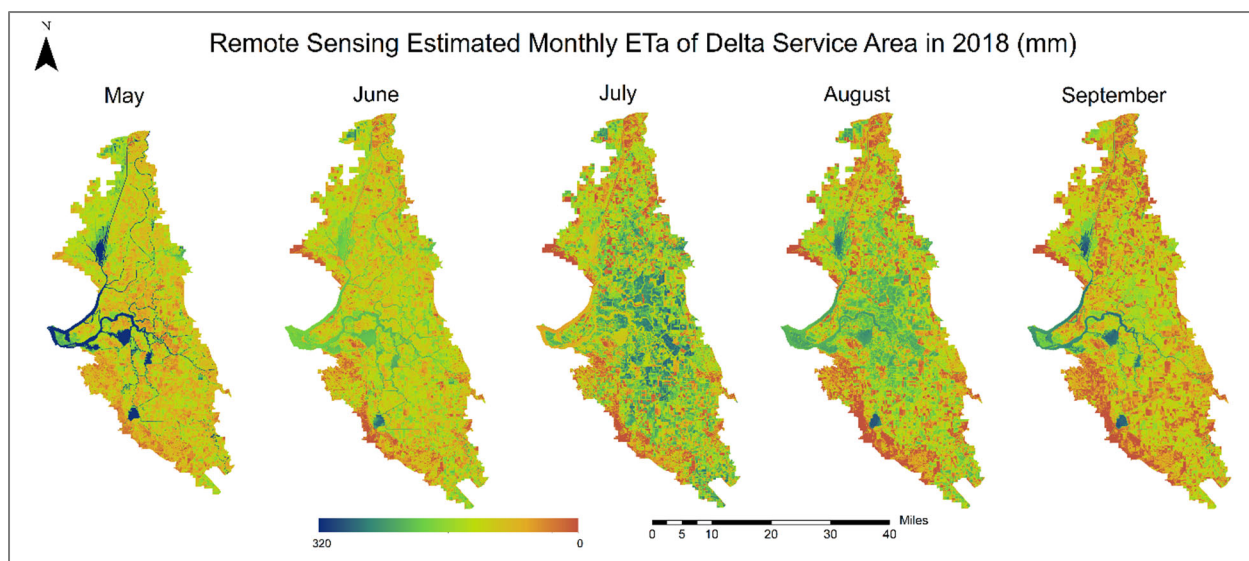 N
Remote Sensing Estimated Monthly ETa of Delta Service Area in 2018 (mm)
May
June
July
August
September
320
0
Miles
0 5 10 20 30 40